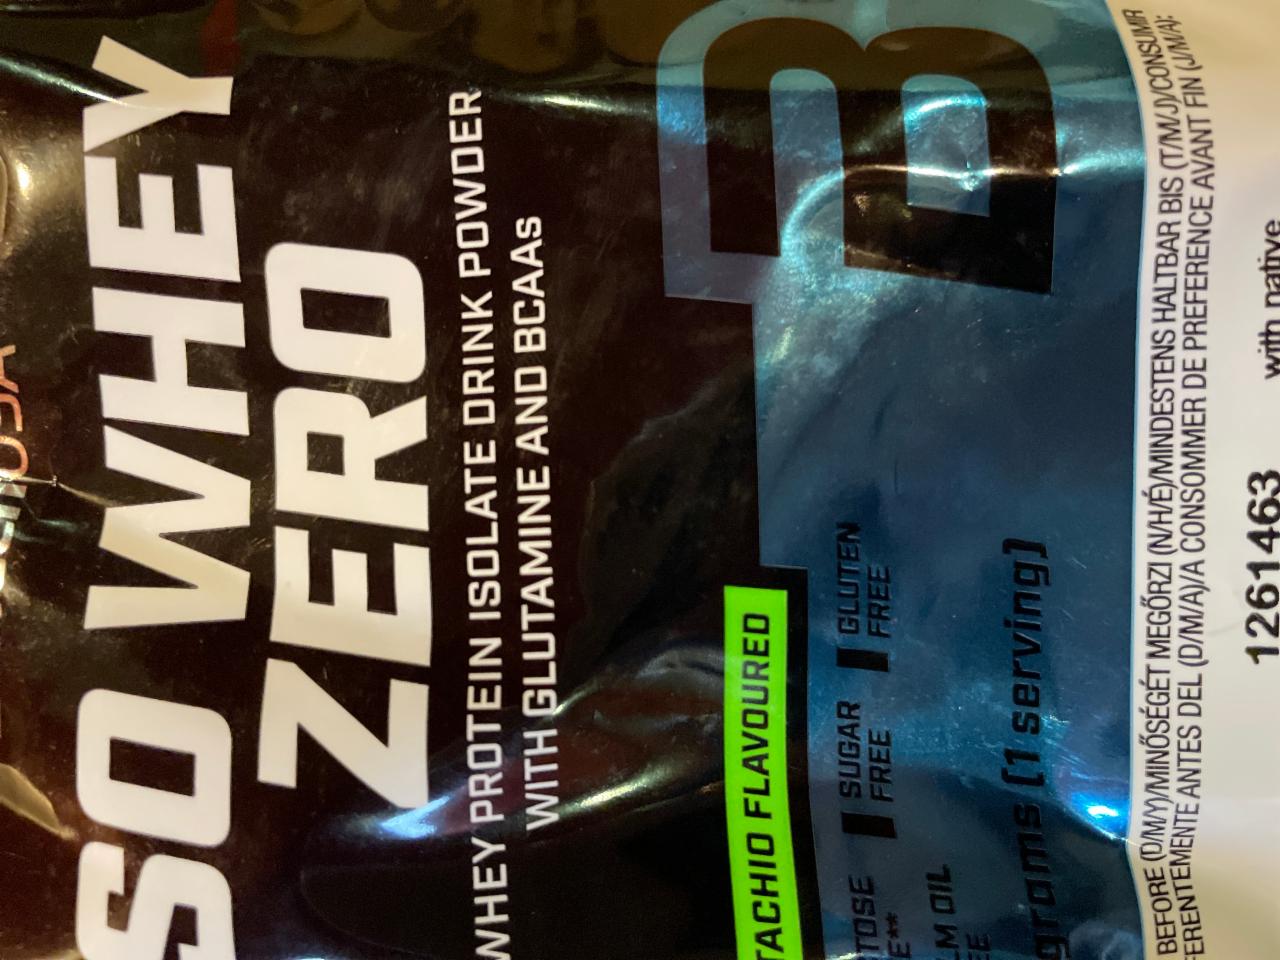 SO WHEY
ZERO
WHEY PROTEIN ISOLATE DRINK POWDER
WITH GLUTAMINE AND BCAAs
B
TACHIO FLAVOURED
TOSE
E**
SUGAR
FREE
GLUTEN
FREE
LM OIL
EE
grams (1 serving)
BEFORE (D/M/Y)/MINŐSÉGÉT MEGŐRZI (N/H/É)/MINDESTENS HALTBAR BIS (T/M/J)/CONSUMIR
FERENTEMENTE ANTES DEL (D/M/A)/A CONSOMMER DE PREFERENCE AVANT FIN (J/M/A):
1261463
with native